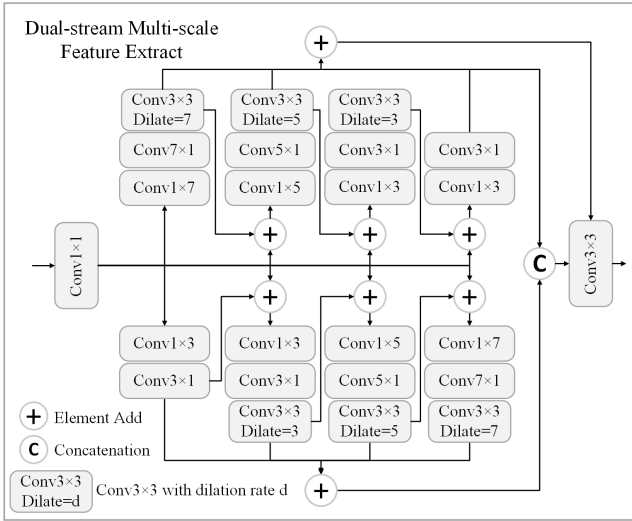 Dual-stream Multi-scale
Feature Extract
+
Conv3×3
Dilate=7
Conv3×3
Dilate=5
Conv3×3
Dilate=3
Conv7×1
Conv5×1
Conv3×1
Conv3×1
Conv1×7
Conv1×5
Conv1×3
Conv1×3
+
+
+
Conv1×1
C
Conv3×3
+
+
+
Conv1×3
Conv1×3
Conv1×5
Conv1×7
Conv3×1
Conv3×1
Conv5×1
Conv7×1
Conv3×3
Dilate=3
Conv3×3
Dilate=5
Conv3×3
Dilate=7
+ Element Add
C Concatenation
Conv3×3
Dilate=d
Conv3×3 with dilation rate d
+